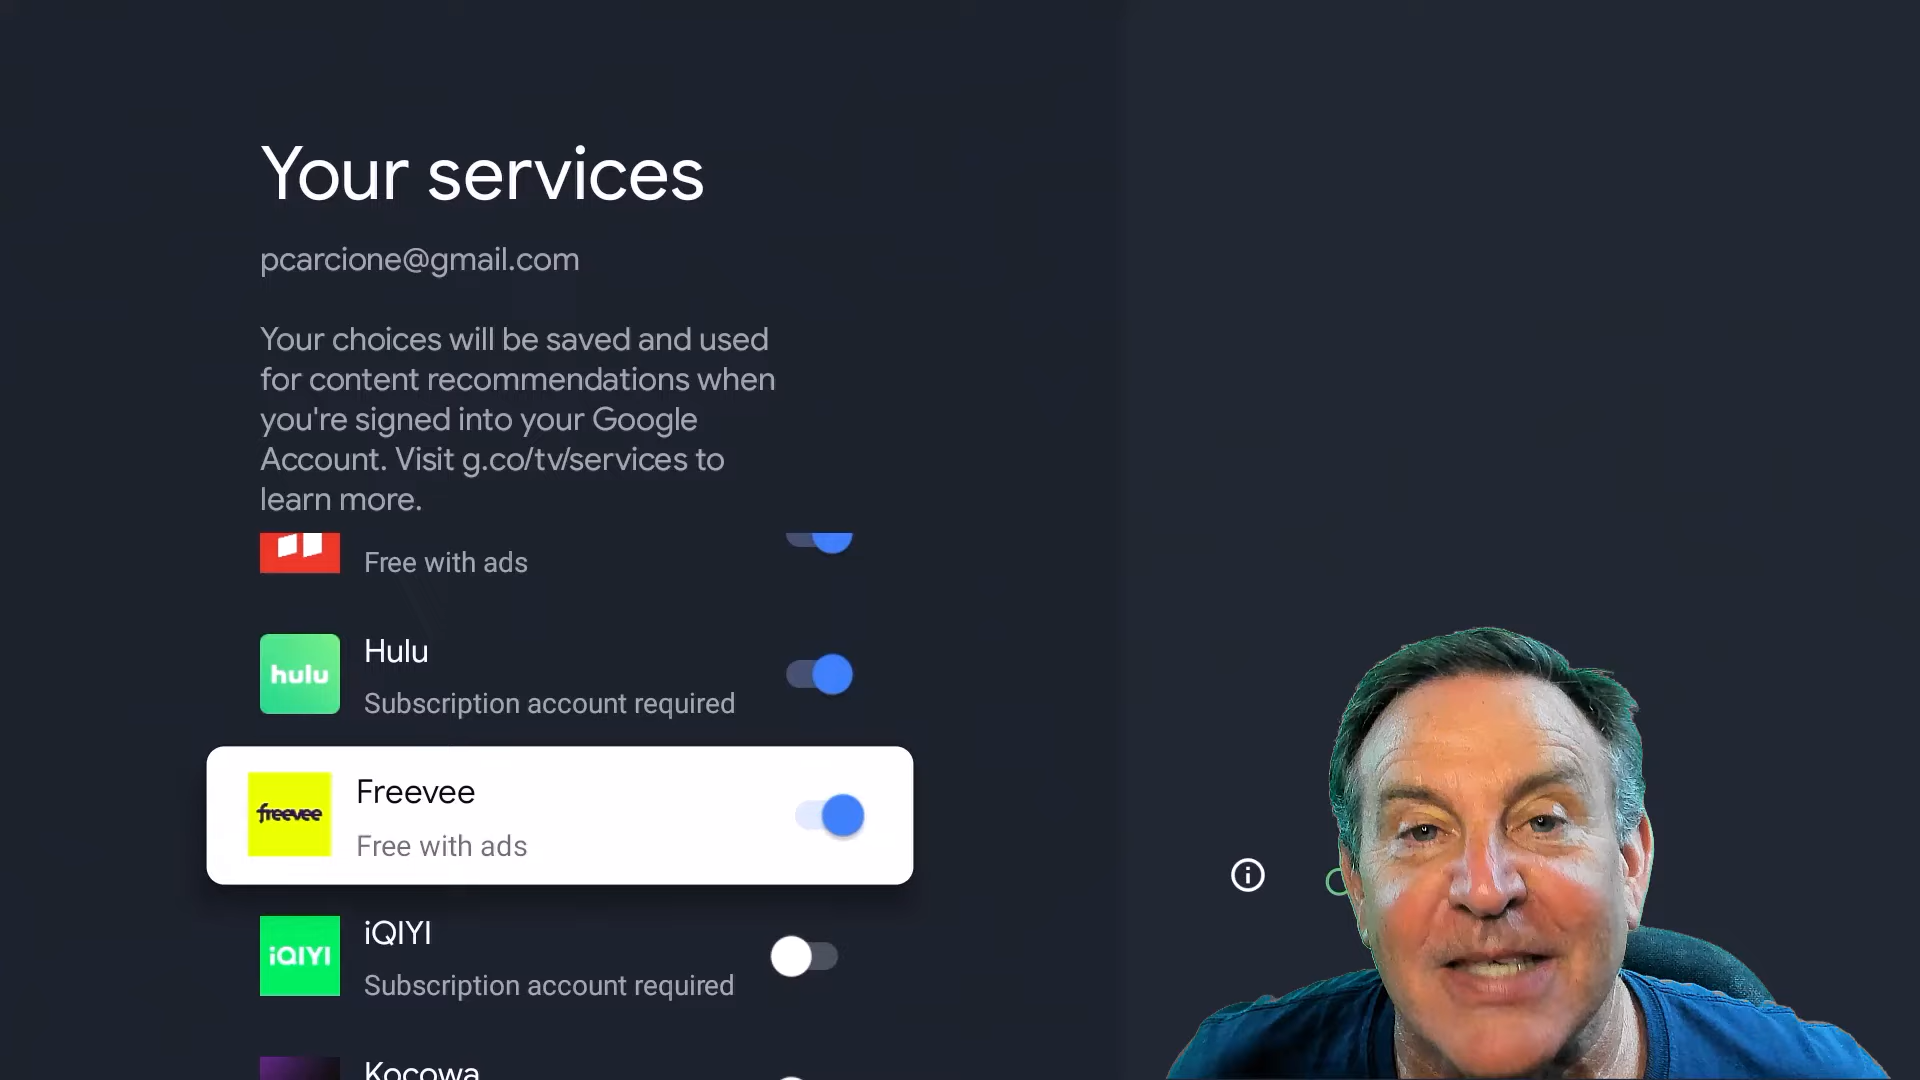 Your services
pcarcione@gmail.com
Your choices will be saved and used
for content recommendations when
you're signed into your Google
Account. Visit g.co/tv/services to
learn more.
Free with ads
hulu
Hulu
Subscription account required
freevee
Freevee
Free with ads
iQIYI
iQIYI
Subscription account required
Kocowa